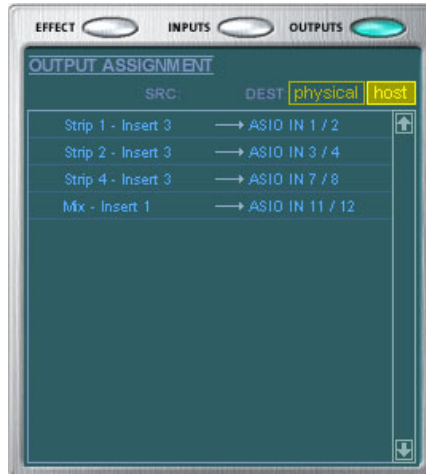 EFFECT INPUTS OUTPUTS
OUTPUT ASSIGNMENT
SRC DEST physical host
Strip 1 - Insert 3 → ASIO IN 1 / 2
Strip 2 - Insert 3 → ASIO IN 3 / 4
Strip 4 - Insert 3 → ASIO IN 7 / 8
Mix - Insert 1 → ASIO IN 11 / 12